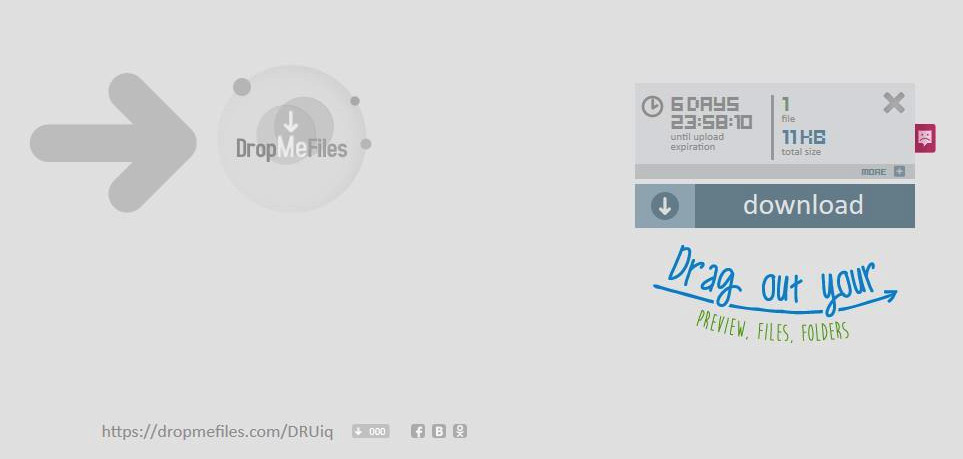 DropMeFiles
6 DAYS
23:58:10
until upload
expiration
1
file
11 KB
total size
MORE
download
Drag out your
PREVIEW, FILES, FOLDERS
https://dropmefiles.com/DRUiq
000